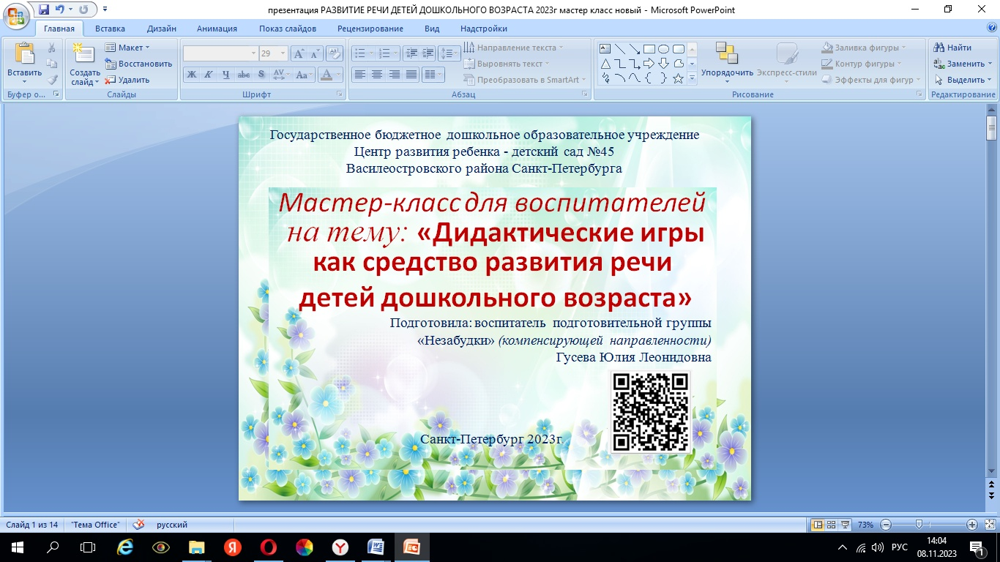 презентация РАЗВИТИЕ РЕЧИ ДЕТЕЙ ДОШКОЛЬНОГО ВОЗРАСТА 2023г мастер класс новый - Microsoft PowerPoint
Главная Вставка Дизайн Анимация Показ слайдов Рецензирование Вид Надстройки
Вставить
Буфер о...
Создать слайд
Макет
Восстановить
Удалить
Слайды
29
Ж К Ч abc S AV Aa A
Шрифт
Направление текста
Выровнять текст
Преобразовать в SmartArt
Абзац
Упорядочить
Экспресс-стили
Заливка фигуры
Контур фигуры
Эффекты для фигур
Рисование
Найти
Заменить
Выделить
Редактирование
Государственное бюджетное дошкольное образовательное учреждение
Центр развития ребенка - детский сад №45
Василеостровского района Санкт-Петербурга
Мастер-класс для воспитателей
на тему: «Дидактические игры
как средство развития речи
детей дошкольного возраста»
Подготовила: воспитатель подготовительной группы
«Незабудки» (компенсирующей направленности)
Гусева Юлия Леонидовна
Санкт-Петербург 2023г
Слайд 1 из 14 "Тема Office" русский 73%
РУС
14:04
08.11.2023
1